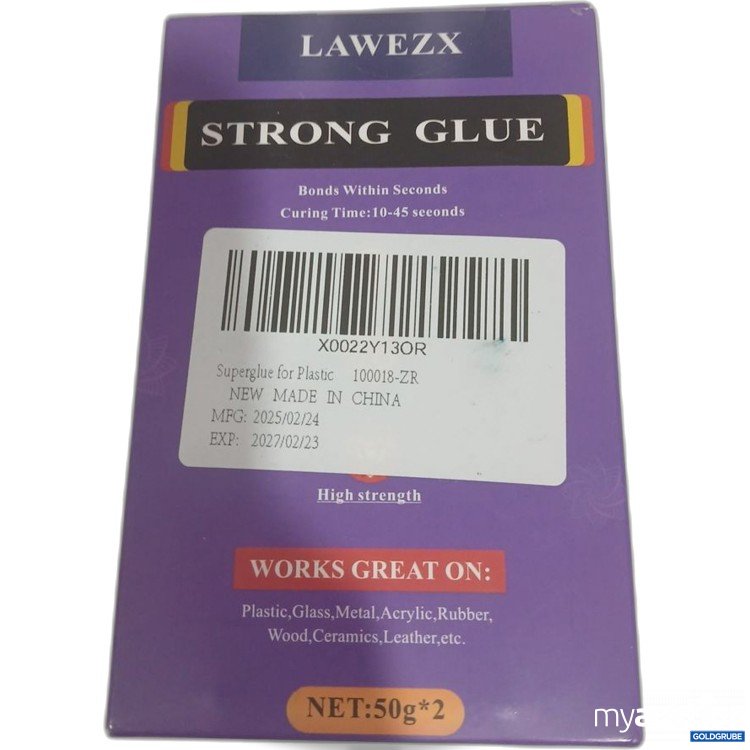 LAWEZX
STRONG GLUE
Bonds Within Seconds
Curing Time:10-45 seconds
X0022Y13OR
Superglue for Plastic 100018-ZR
NEW MADE IN CHINA
MFG: 2025/02/24
EXP: 2027/02/23
High strength
WORKS GREAT ON:
Plastic,Glass,Metal,Acrylic,Rubber,
Wood,Ceramics,Leather,etc.
NET:50g*2
GOLDGRUBE